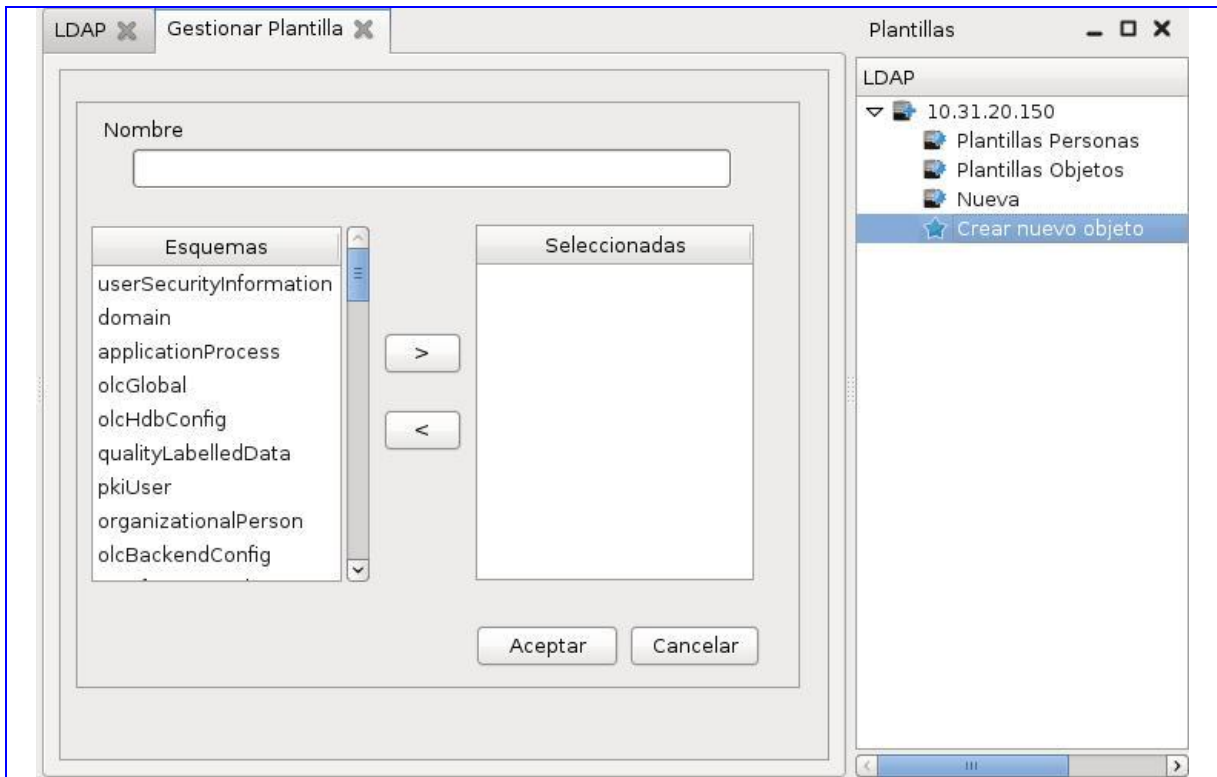 LDAP
Gestionar Plantilla
Nombre
Esquemas
userSecurityInformation
domain
applicationProcess
olcGlobal
olcHdbConfig
qualityLabelledData
pkiUser
organizationalPerson
olcBackendConfig
>
<
Seleccionadas
Aceptar
Cancelar
Plantillas
LDAP
10.31.20.150
Plantillas Personas
Plantillas Objetos
Nueva
Crear nuevo objeto